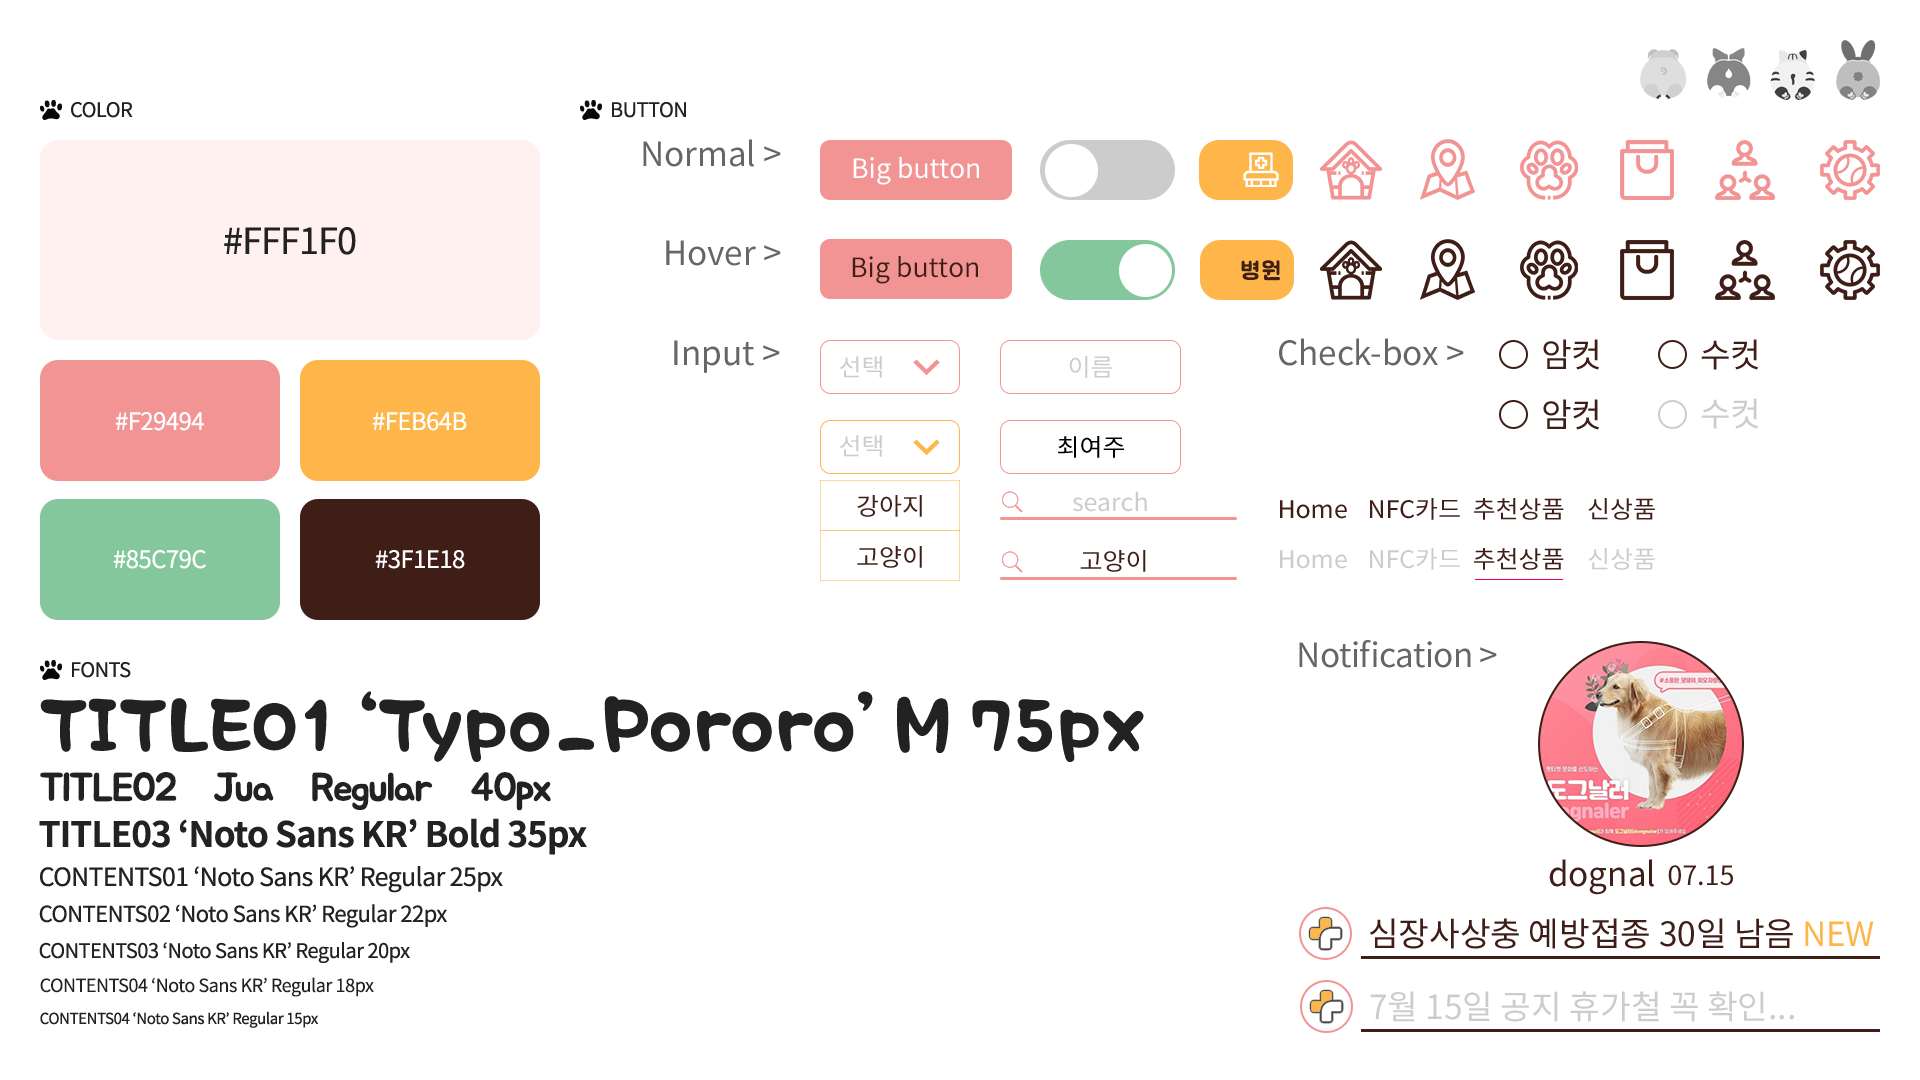 COLOR
#FFF1F0
#F29494
#FEB64B
#85C79C
#3F1E18
FONTS
TITLE01 ‘Typo_Pororo’ M 75px
TITLE02 Jua Regular 40px
TITLE03 ‘Noto Sans KR’ Bold 35px
CONTENTS01 ‘Noto Sans KR’ Regular 25px
CONTENTS02 ‘Noto Sans KR’ Regular 22px
CONTENTS03 ‘Noto Sans KR’ Regular 20px
CONTENTS04 ‘Noto Sans KR’ Regular 18px
CONTENTS04 ‘Noto Sans KR’ Regular 15px
BUTTON
Normal >
Big button
Hover >
Big button
병원
Input >
선택
이름
선택
최여주
강아지
search
고양이
고양이
Check-box >
암컷 수컷
암컷 수컷
Home NFC카드 추천상품 신상품
Home NFC카드 추천상품 신상품
Notification >
도그날러
dognal 07.15
심장사상충 예방접종 30일 남음 NEW
7월 15일 공지 휴가철 꼭 확인...